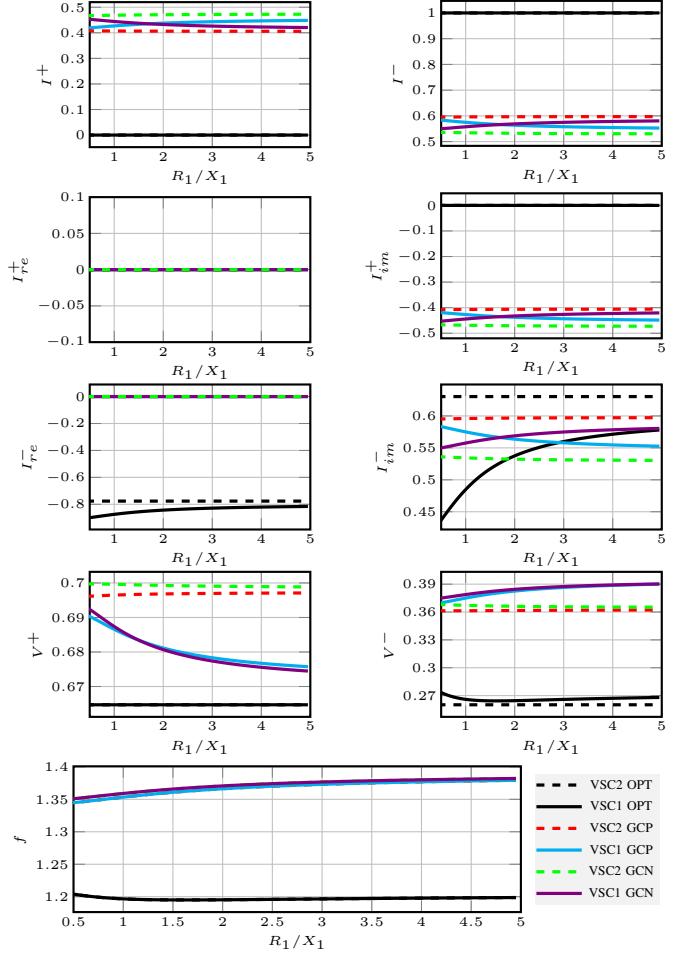 0.5
0.4
0.3
0.2
0.1
0
I+
1 2 3 4 5
R1/X1
1
0.9
0.8
0.7
0.6
0.5
I−
1 2 3 4 5
R1/X1
0.1
0.05
0
−0.05
−0.1
I+re
1 2 3 4 5
R1/X1
0
−0.1
−0.2
−0.3
−0.4
−0.5
I+im
1 2 3 4 5
R1/X1
0
−0.2
−0.4
−0.6
−0.8
I−re
1 2 3 4 5
R1/X1
0.6
0.55
0.5
0.45
I−im
1 2 3 4 5
R1/X1
0.7
0.69
0.68
0.67
V+
1 2 3 4 5
R1/X1
0.39
0.36
0.33
0.3
0.27
V−
1 2 3 4 5
R1/X1
1.4
1.35
1.3
1.25
1.2
f
0.5 1 1.5 2 2.5 3 3.5 4 4.5 5
R1/X1
VSC2 OPT
VSC1 OPT
VSC2 GCP
VSC1 GCP
VSC2 GCN
VSC1 GCN